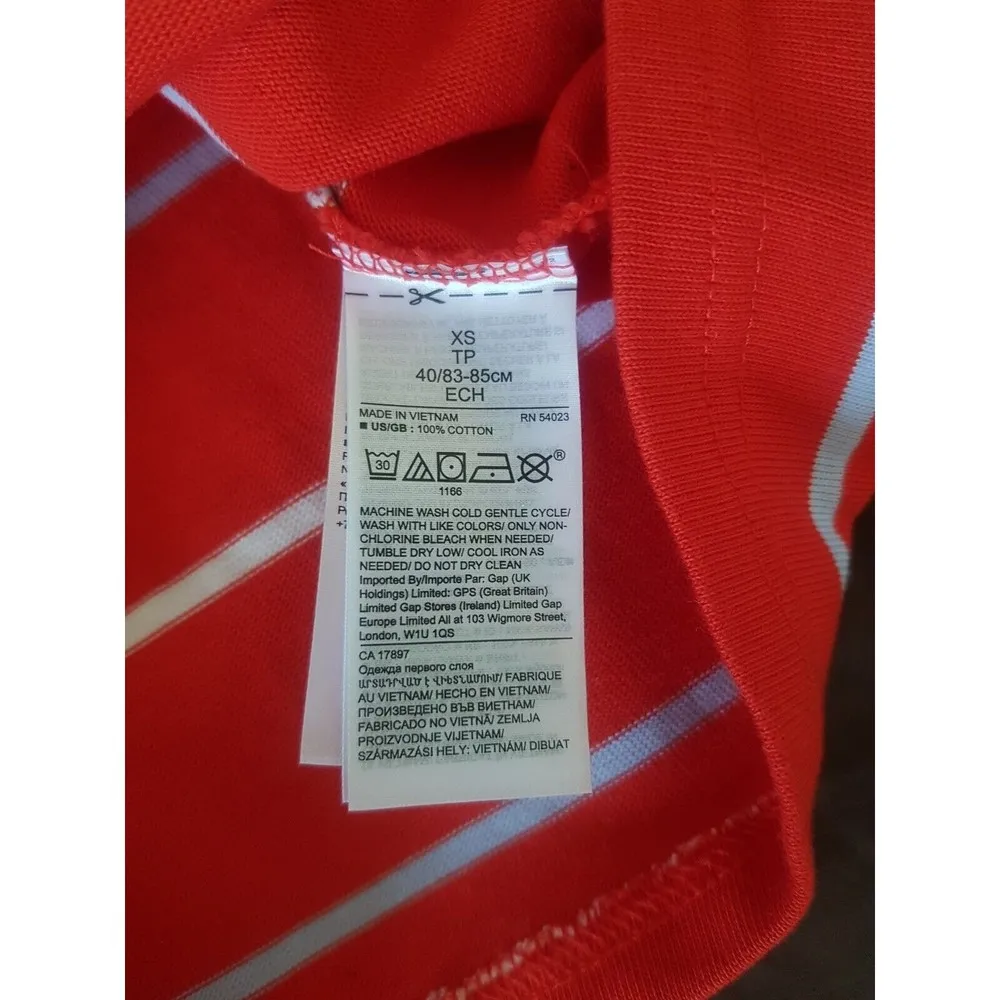 XS
TP
40/83-85см
ECH
MADE IN VIETNAM RN 54023
■ US/GB : 100% COTTON
30 ®
1166
MACHINE WASH COLD GENTLE CYCLE/
WASH WITH LIKE COLORS/ ONLY NON-
CHLORINE BLEACH WHEN NEEDED/
TUMBLE DRY LOW/ COOL IRON AS
NEEDED/ DO NOT DRY CLEAN
Imported By/Importe Par: Gap (UK
Holdings) Limited: GPS (Great Britain)
Limited Gap Stores (Ireland) Limited Gap
Europe Limited All at 103 Wigmore Street,
London, W1U 1QS
CA 17897
Одежда первого слоя
ԱՐՏԱԴՐՎԱԾ Է ՎԻԵՏՆԱՄՈՒՄ/ FABRIQUE
AU VIETNAM/ HECHO EN VIETNAM/
ПРОИЗВЕДЕНО ВЪВ ВИЕТНАМ/
FABRICADO NO VIETNÃ/ ZEMLJA
PROIZVODNJE VIJETNAM/
SZÁRMAZÁSI HELY: VIETNÁM/ DIBUAT